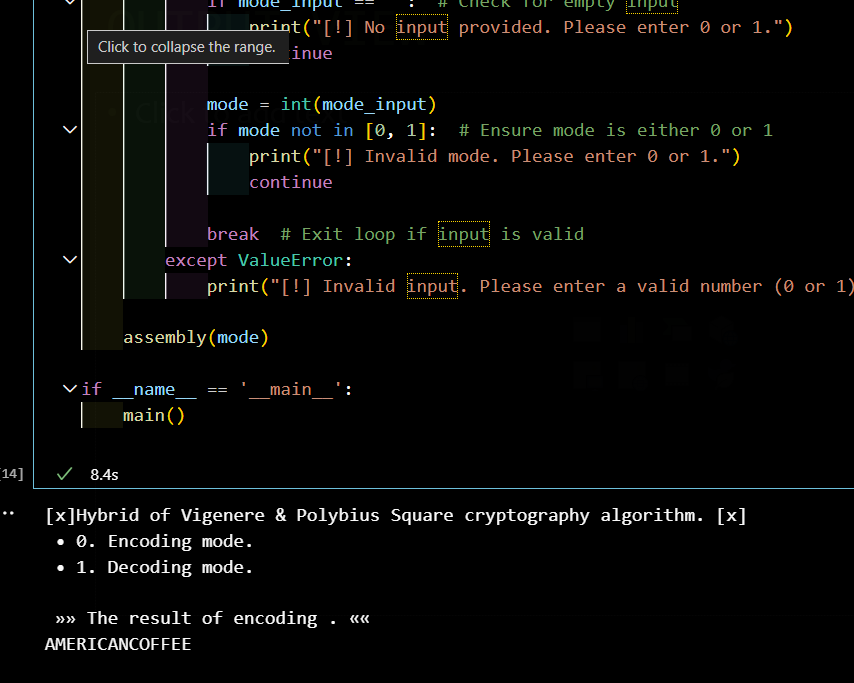 if mode_input == '': # Check for empty input
print("[!] No input provided. Please enter 0 or 1.")
Click to collapse the range.
inue
mode = int(mode_input)
if mode not in [0, 1]:  # Ensure mode is either 0 or 1
print("[!] Invalid mode. Please enter 0 or 1.")
continue
break  # Exit loop if input is valid
except ValueError:
print("[!] Invalid input. Please enter a valid number (0 or 1)
assembly(mode)
if __name__ == '__main__':
main()
[14]
8.4s
[x]Hybrid of Vigenere & Polybius Square cryptography algorithm. [x]
• 0. Encoding mode.
• 1. Decoding mode.
»» The result of encoding . ««
AMERICANCOFFEE